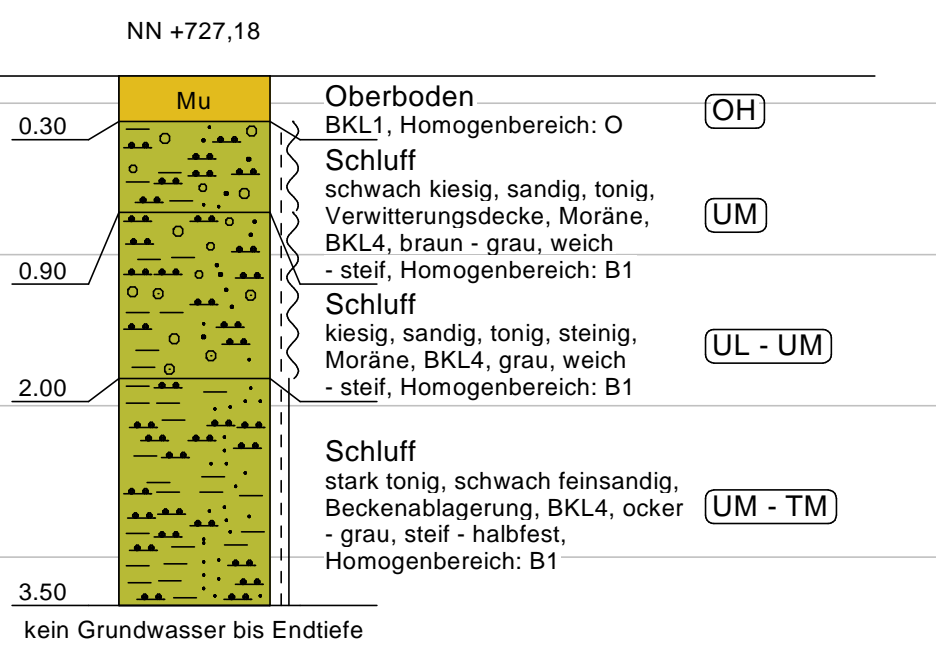 NN +727,18
Mu
Oberboden
BKL1, Homogenbereich: O
OH
0.30
Schluff
schwach kiesig, sandig, tonig,
Verwitterungsdecke, Moräne,
BKL4, braun - grau, weich
- steif, Homogenbereich: B1
UM
0.90
Schluff
kiesig, sandig, tonig, steinig,
Moräne, BKL4, grau, weich
- steif, Homogenbereich: B1
UL - UM
2.00
Schluff
stark tonig, schwach feinsandig,
Beckenablagerung, BKL4, ocker
- grau, steif - halbfest,
Homogenbereich: B1
UM - TM
3.50
kein Grundwasser bis Endtiefe